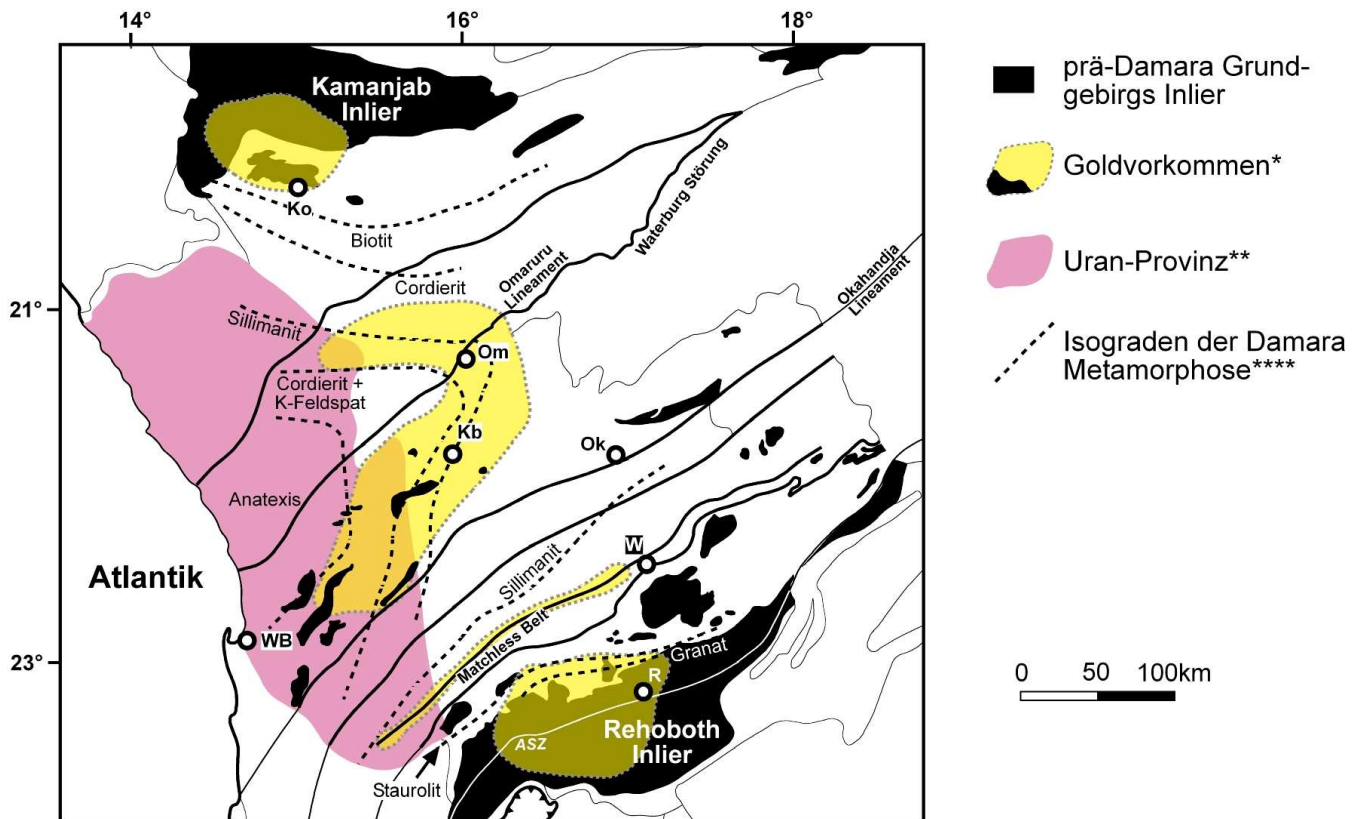 14°
16°
18°
21°
23°
Kamanjab
Inlier
Ko
Biotit
Cordierit
Omaruru
Lineament
Waterburg Störung
Okahandja
Lineament
Sillimanit
Om
Cordierit +
K-Feldspat
Kb
Ok
Anatexis
Atlantik
Sillimanit
W
WB
Matchless Belt
Granat
R
Rehoboth
Inlier
ASZ
Staurolit
prä-Damara Grund-
gebirgs Inlier
Goldvorkommen*
Uran-Provinz**
Isograden der Damara
Metamorphose****
0 50 100km